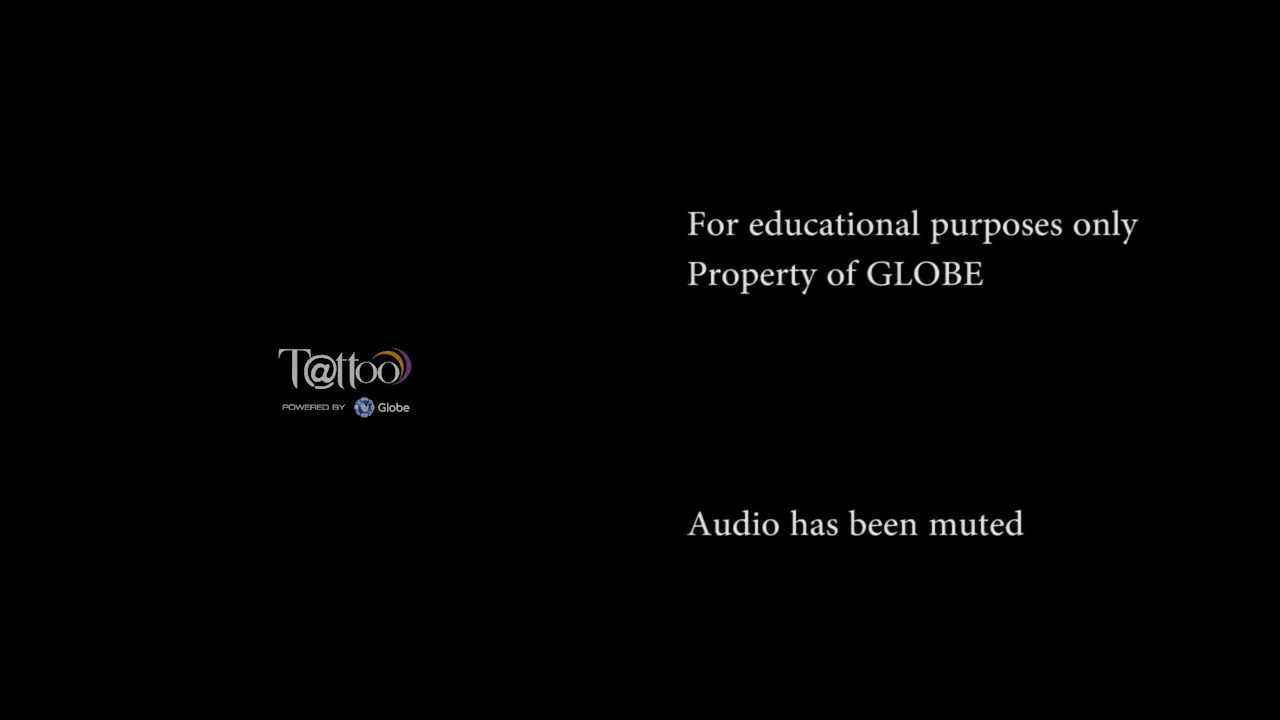 For educational purposes only
Property of GLOBE
T@ttoo
POWERED BY Globe
Audio has been muted